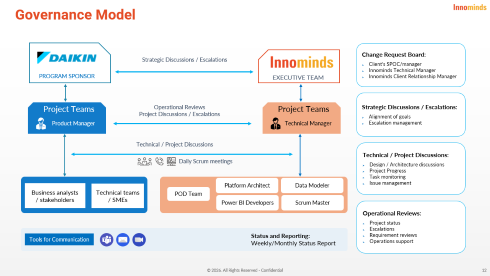 Governance Model
Innominds
DAIKIN
PROGRAM SPONSOR
Strategic Discussions / Escalations
Innominds
EXECUTIVE TEAM
Project Teams
Product Manager
Operational Reviews
Project Discussions / Escalations
Project Teams
Technical Manager
Technical / Project Discussions
Daily Scrum meetings
Business analysts
/ stakeholders
Technical teams
/ SMEs
POD Team
Platform Architect
Data Modeler
Power BI Developers
Scrum Master
Tools for Communication
Status and Reporting:
Weekly/Monthly Status Report
Change Request Board:
Client's SPOC/manager
Innominds Technical Manager
Innominds Client Relationship Manager
Strategic Discussions / Escalations:
Alignment of goals
Escalation management
Technical / Project Discussions:
Design / Architecture discussions
Project Progress
Task monitoring
Issue management
Operational Reviews:
Project status
Escalations
Requirement reviews
Operations support
© 2026. All Rights Reserved - Confidential